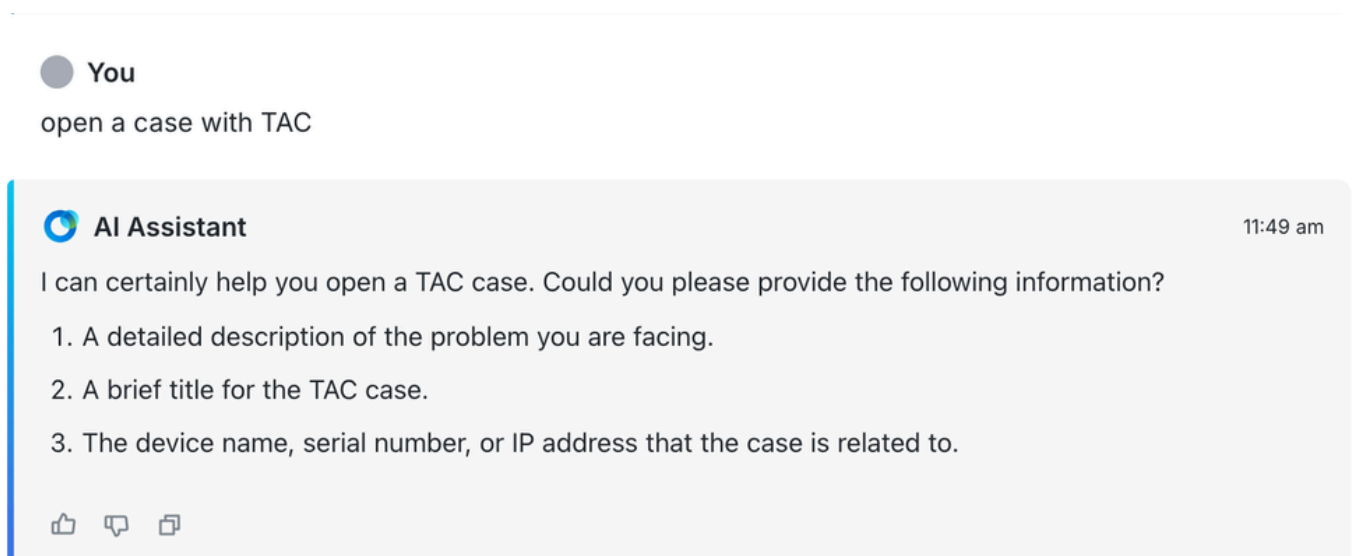 You
open a case with TAC
AI Assistant
11:49 am
I can certainly help you open a TAC case. Could you please provide the following information?
1. A detailed description of the problem you are facing.
2. A brief title for the TAC case.
3. The device name, serial number, or IP address that the case is related to.